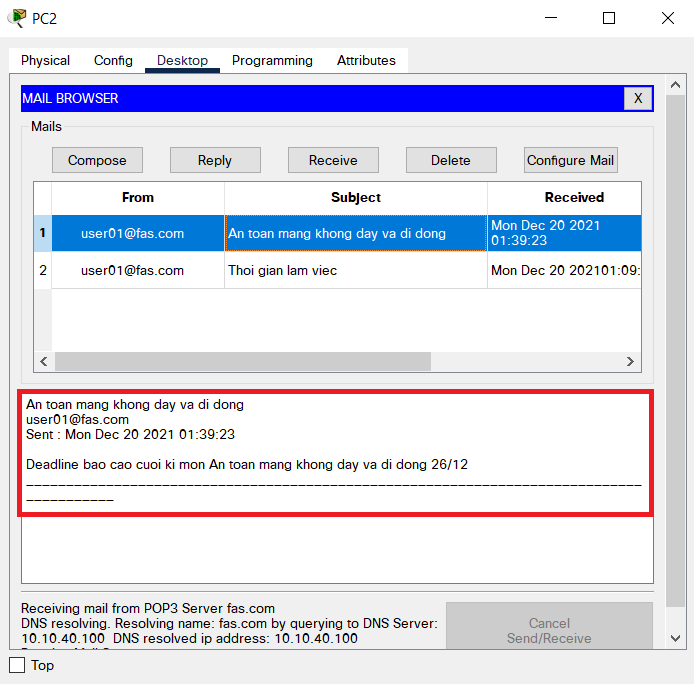 PC2
Physical Config Desktop Programming Attributes
MAIL BROWSER X
Mails
Compose Reply Receive Delete Configure Mail
From Subject Received
1 user01@fas.com An toan mang khong day va di dong Mon Dec 20 2021
01:39:23
2 user01@fas.com Thoi gian lam viec Mon Dec 20 202101:09:
An toan mang khong day va di dong
user01@fas.com
Sent : Mon Dec 20 2021 01:39:23
Deadline bao cao cuoi ki mon An toan mang khong day va di dong 26/12
Receiving mail from POP3 Server fas.com
DNS resolving. Resolving name: fas.com by querying to DNS Server:
10.10.40.100 DNS resolved ip address: 10.10.40.100
Cancel
Send/Receive
Top